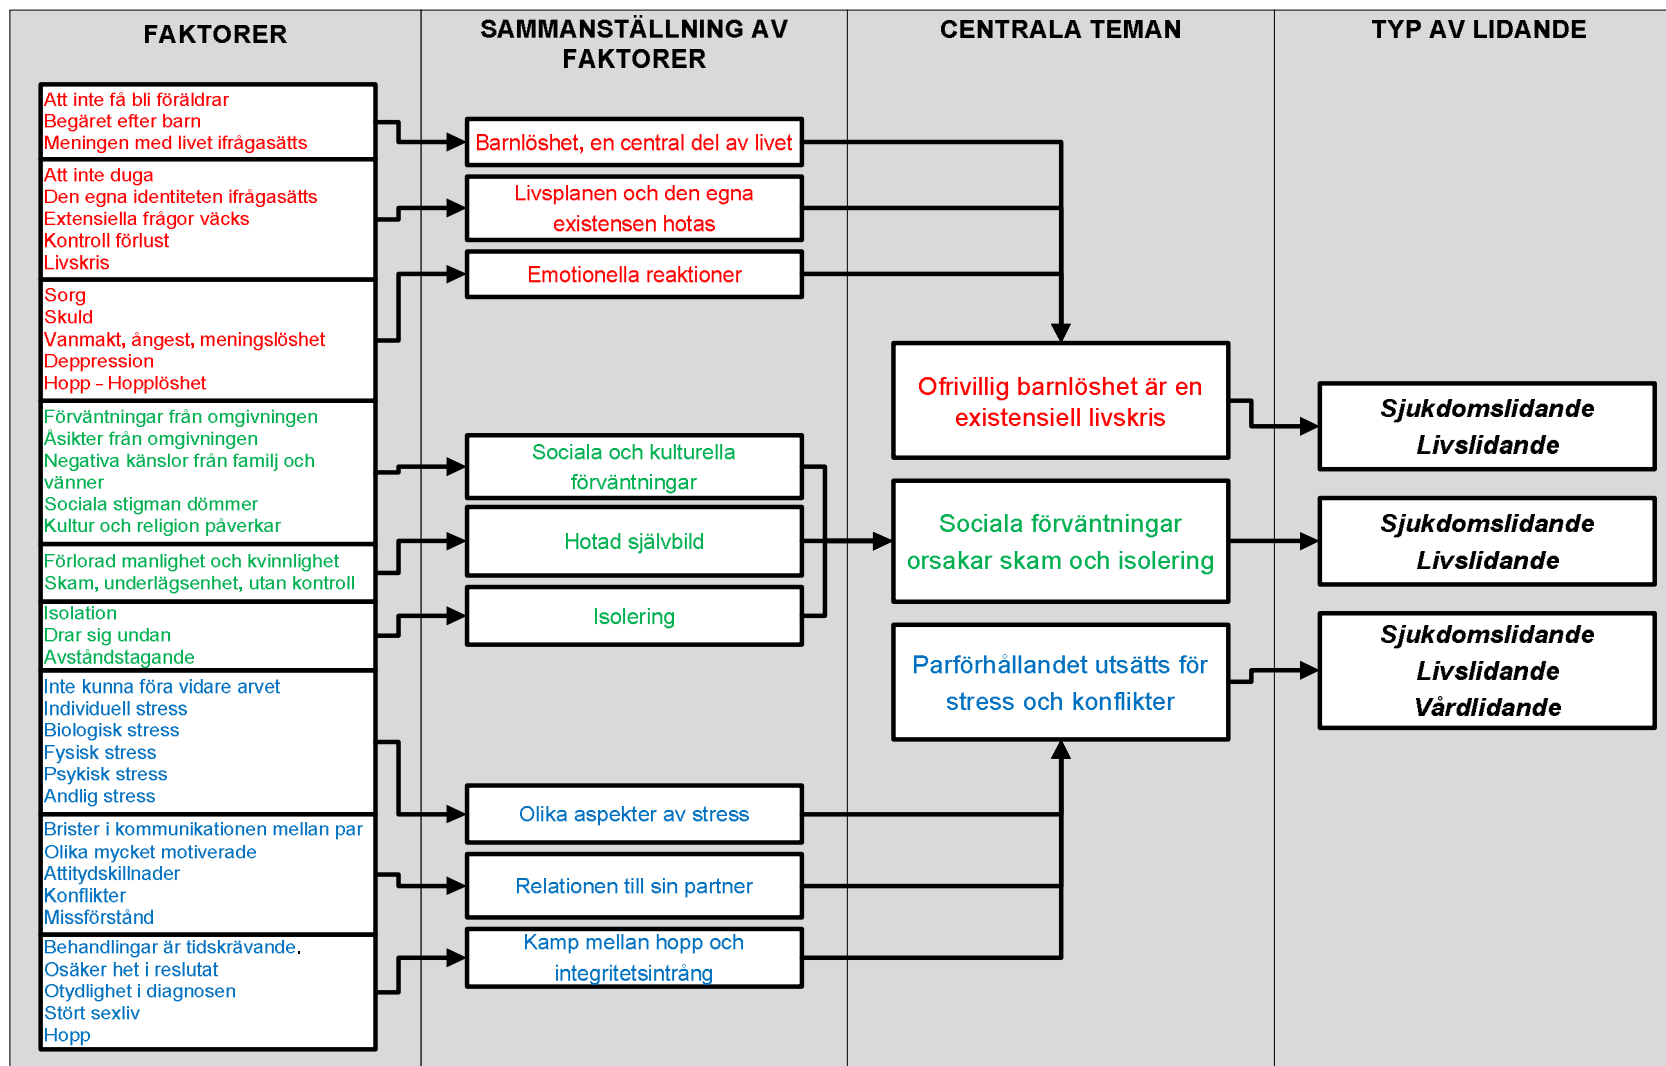 FAKTORER
Att inte få bli föräldrar
Begäret efter barn
Meningen med livet ifrågasätts
Att inte duga
Den egna identiteten ifrågasätts
Extensiella frågor väcks
Kontroll förlust
Livskris
Sorg
Skuld
Vanmakt, ångest, meningslöshet
Deppression
Hopp - Hopplöshet
Förväntningar från omgivningen
Åsikter från omgivningen
Negativa känslor från familj och
vänner
Sociala stigman dömmer
Kultur och religion påverkar
Förlorad manlighet och kvinnlighet
Skam, underlägsenhet, utan kontroll
Isolation
Drar sig undan
Avståndstagande
Inte kunna föra vidare arvet
Individuell stress
Biologisk stress
Fysisk stress
Psykisk stress
Andlig stress
Brister i kommunikationen mellan par
Olika mycket motiverade
Attitydskillnader
Konflikter
Missförstånd
Behandlingar är tidskrävande.
Osäker het i reslutat
Otydlighet i diagnosen
Stört sexliv
Hopp
SAMMANSTÄLLNING AV
FAKTORER
Barnlöshet, en central del av livet
Livsplanen och den egna
existensen hotas
Emotionella reaktioner
Sociala och kulturella
förväntningar
Hotad självbild
Isolering
Olika aspekter av stress
Relationen till sin partner
Kamp mellan hopp och
integritetsintrång
CENTRALA TEMAN
Ofrivillig barnlöshet är en
existensiell livskris
Sociala förväntningar
orsakar skam och isolering
Parförhållandet utsätts för
stress och konflikter
TYP AV LIDANDE
Sjukdomslidande
Livslidande
Sjukdomslidande
Livslidande
Sjukdomslidande
Livslidande
Vårdlidande